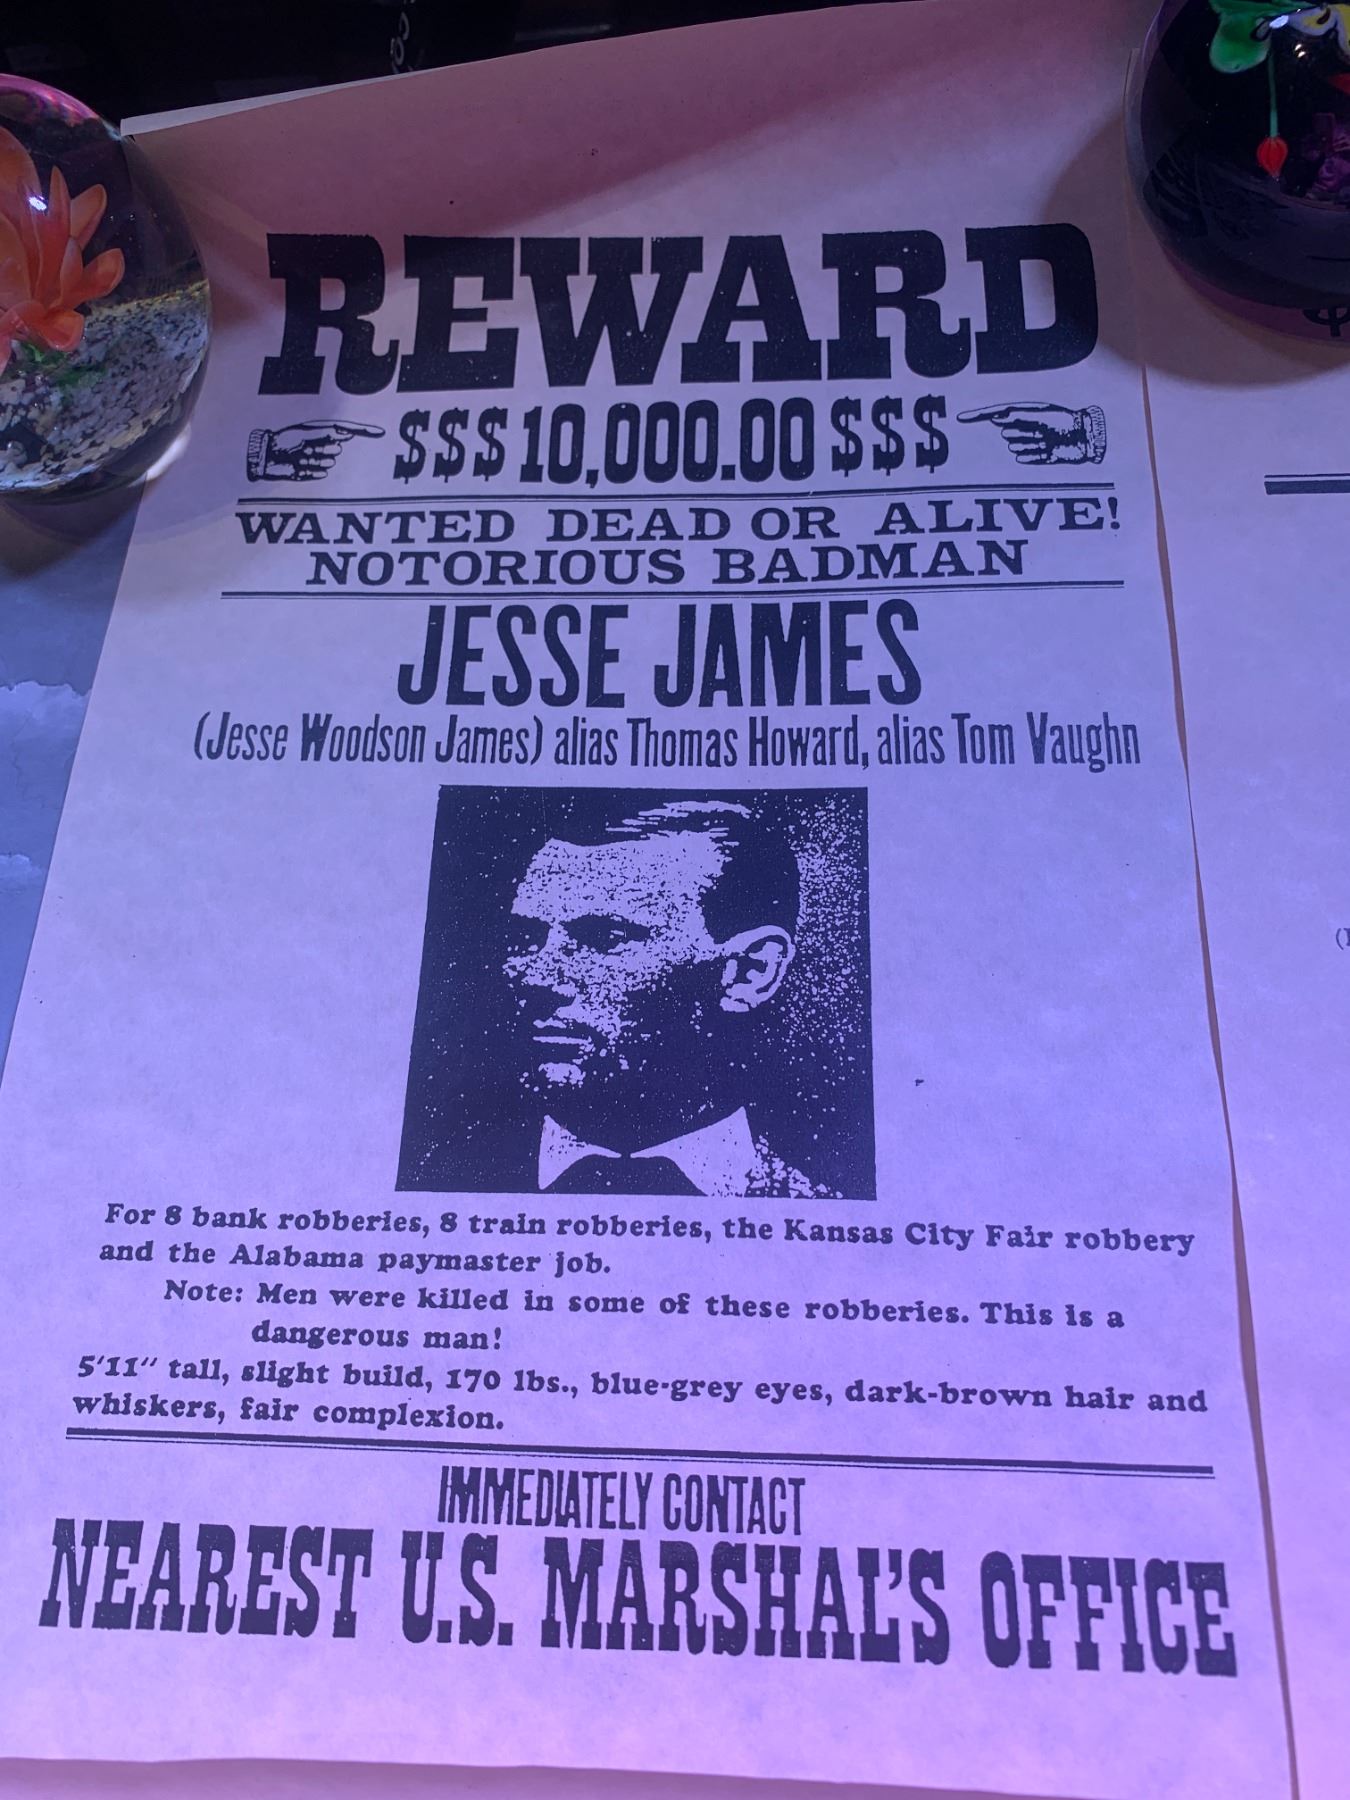 REWARD
$$$ 10,000.00 $$$
WANTED DEAD OR ALIVE!
NOTORIOUS BADMAN
JESSE JAMES
(Jesse Woodson James) alias Thomas Howard, alias Tom Vaughn
For 8 bank robberies, 8 train robberies, the Kansas City Fair robbery
and the Alabama paymaster job.
Note: Men were killed in some of these robberies. This is a
dangerous man!
5'11" tall, slight build, 170 lbs., blue-grey eyes, dark-brown hair and
whiskers, fair complexion.
IMMEDIATELY CONTACT
NEAREST U.S. MARSHAL'S OFFICE